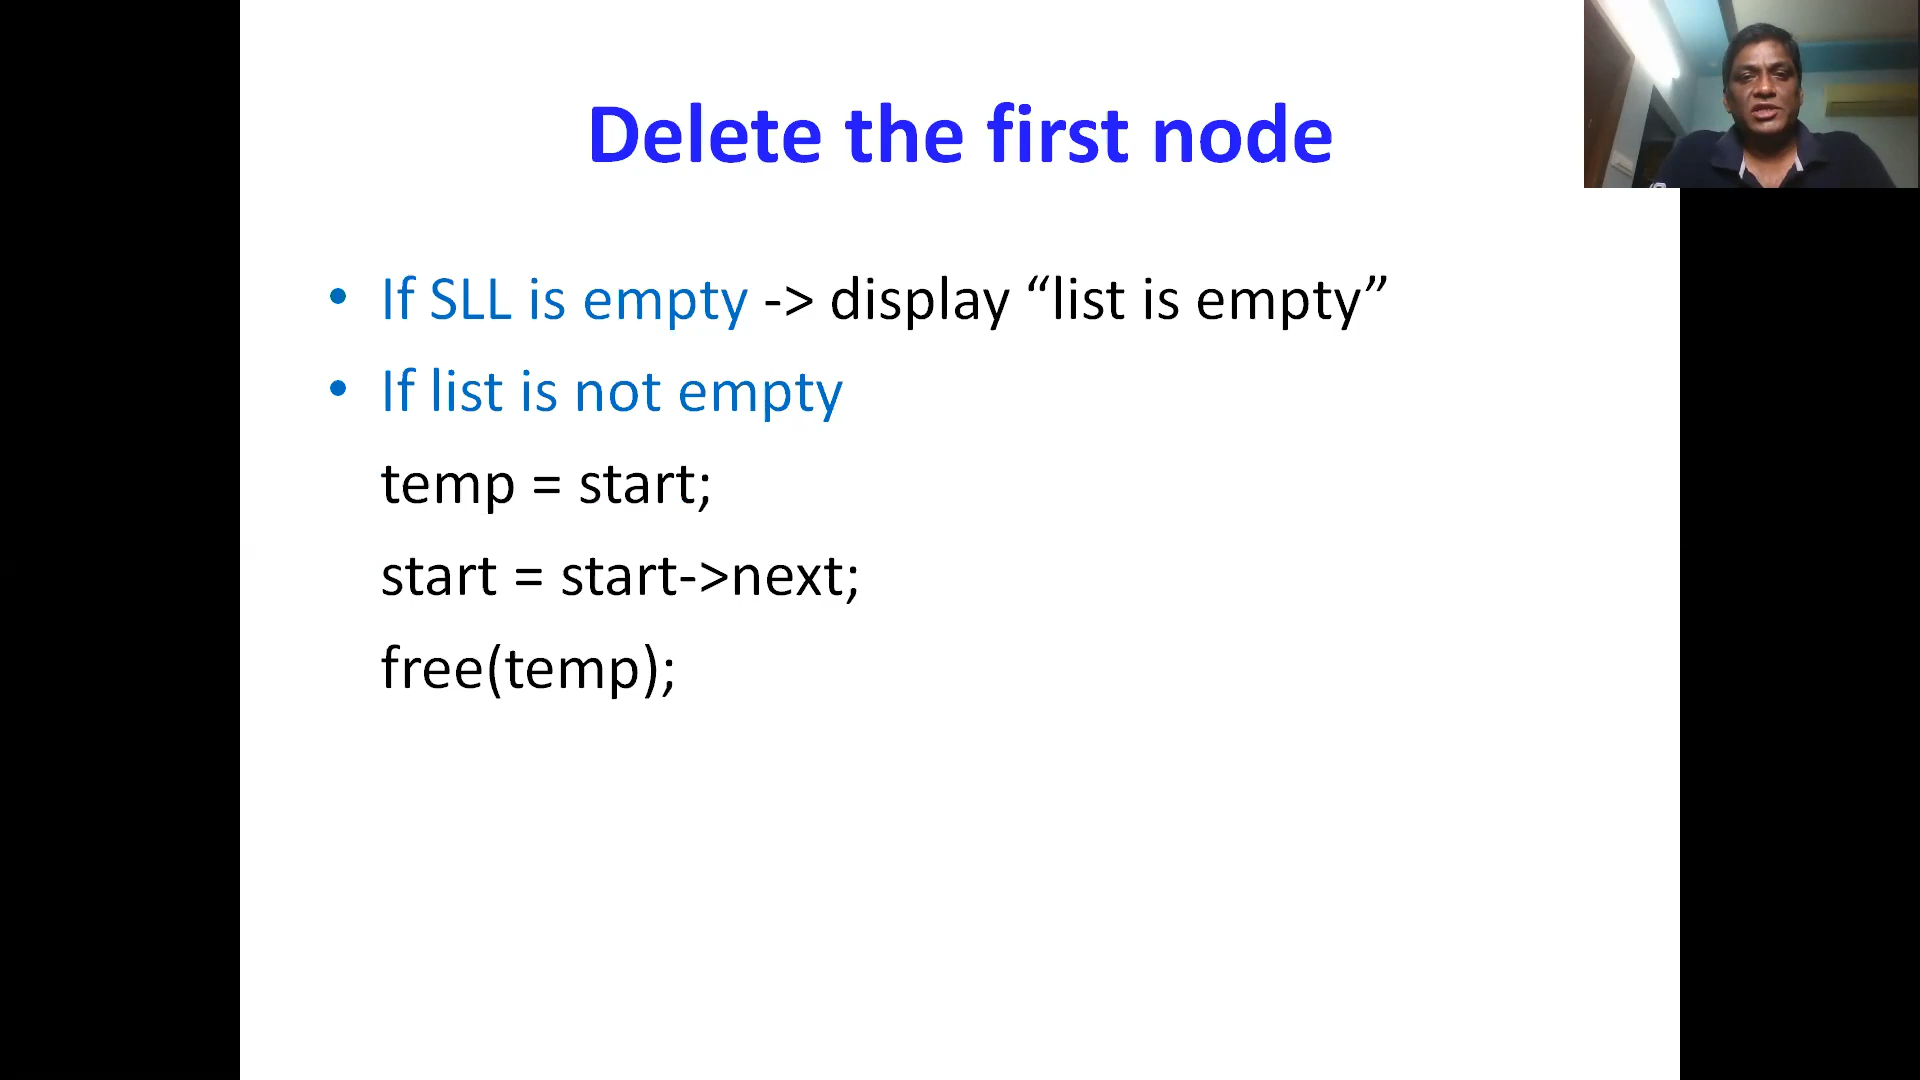 Delete the first node
• If SLL is empty -> display “list is empty”
• If list is not empty
temp = start;
start = start->next;
free(temp);